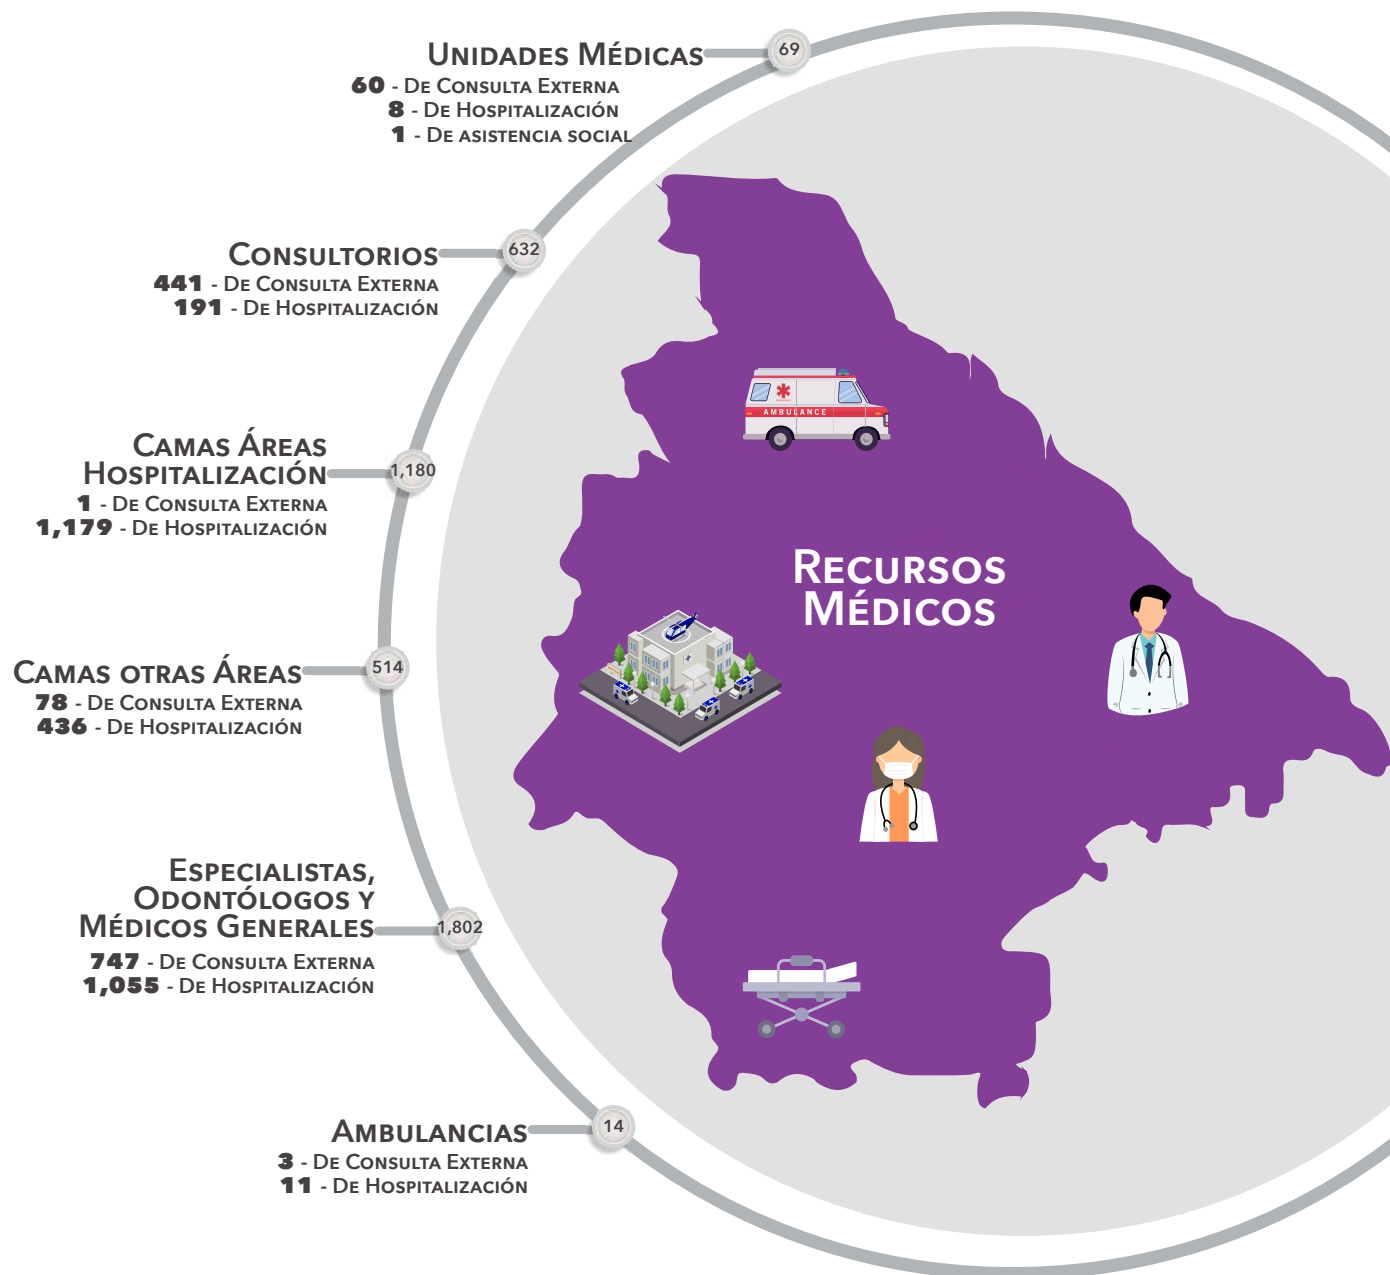 UNIDADES MÉDICAS
69
60 - DE CONSULTA EXTERNA
8 - DE HOSPITALIZACIÓN
1 - DE ASISTENCIA SOCIAL
CONSULTORIOS
632
441 - DE CONSULTA EXTERNA
191 - DE HOSPITALIZACIÓN
AMBULANCE
CAMAS ÁREAS
HOSPITALIZACIÓN
1,180
1 - DE CONSULTA EXTERNA
1,179 - DE HOSPITALIZACIÓN
RECURSOS
MÉDICOS
CAMAS OTRAS ÁREAS
514
78 - DE CONSULTA EXTERNA
436 - DE HOSPITALIZACIÓN
ESPECIALISTAS,
ODONTÓLOGOS Y
MÉDICOS GENERALES
1,802
747 - DE CONSULTA EXTERNA
1,055 - DE HOSPITALIZACIÓN
AMBULANCIAS
14
3 - DE CONSULTA EXTERNA
11 - DE HOSPITALIZACIÓN